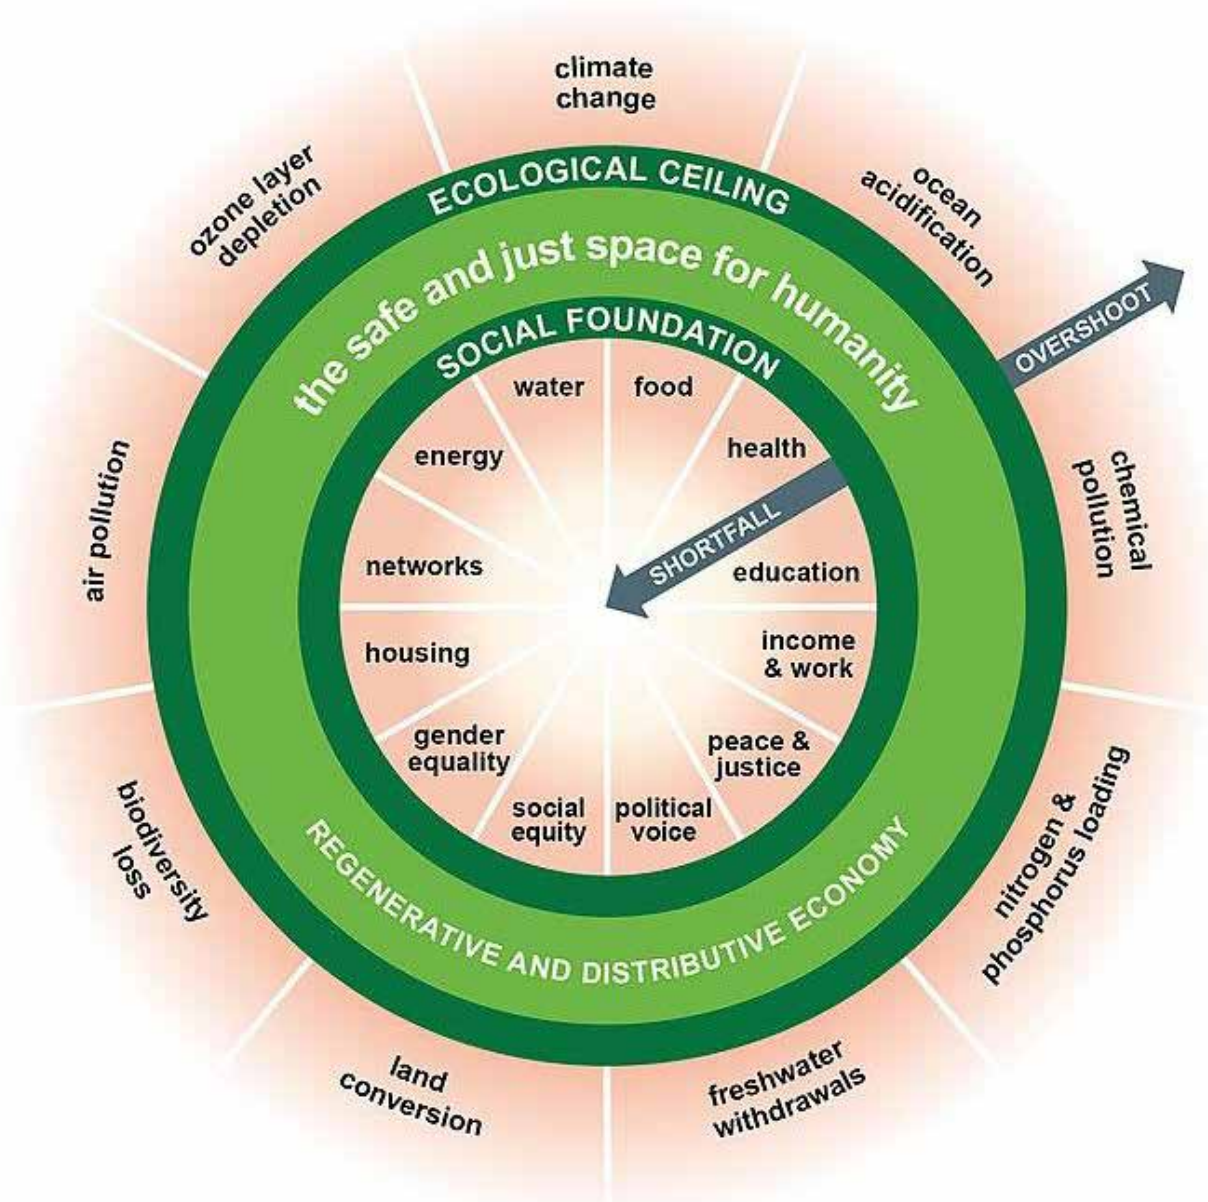 climate
change
ocean
acidification
OVERSHOOT
chemical
pollution
nitrogen &
phosphorus loading
freshwater
withdrawals
land
conversion
biodiversity
loss
air pollution
ozone layer
depletion
ECOLOGICAL CEILING
the safe and just space for humanity
SOCIAL FOUNDATION
water
food
health
SHORTFALL
education
income
& work
peace &
justice
political
voice
social
equity
gender
equality
housing
networks
energy
REGENERATIVE AND DISTRIBUTIVE ECONOMY